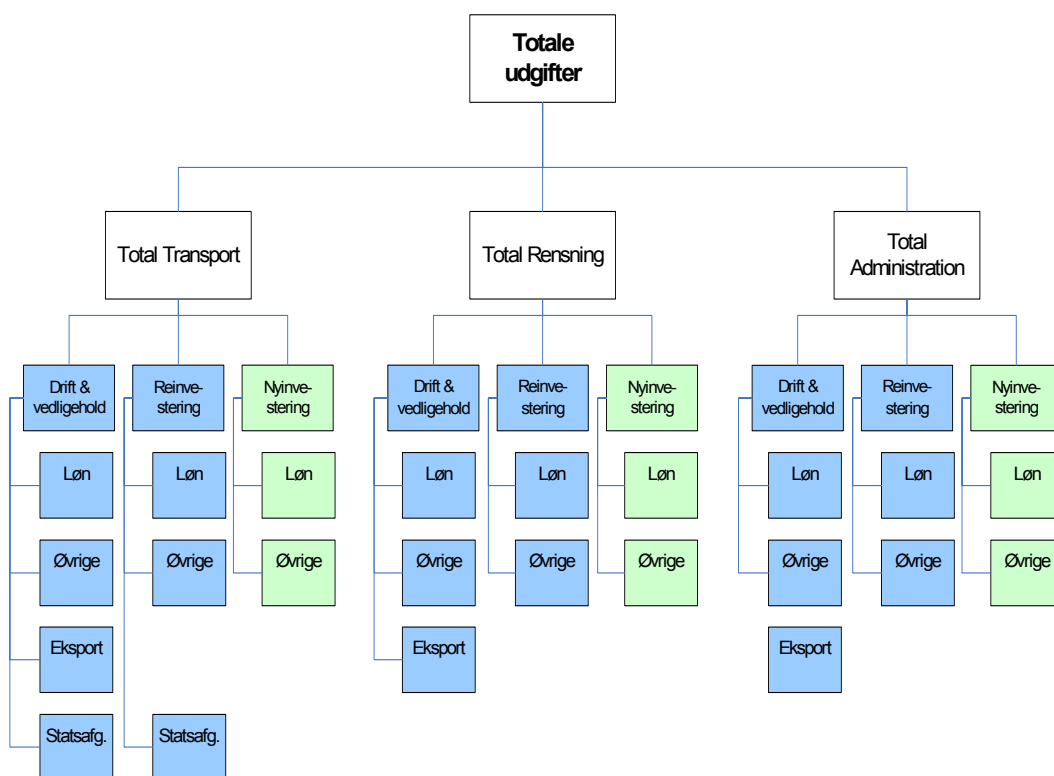 Totale
udgifter
Total Transport
Total Rensning
Total
Administration
Drift &
vedligehold
Reinve-
stering
Nyinve-
stering
Drift &
vedligehold
Reinve-
stering
Nyinve-
stering
Drift &
vedligehold
Reinve-
stering
Nyinve-
stering
Løn
Løn
Løn
Løn
Løn
Løn
Løn
Løn
Løn
Øvrige
Øvrige
Øvrige
Øvrige
Øvrige
Øvrige
Øvrige
Øvrige
Øvrige
Eksport
Eksport
Eksport
Statsafg.
Statsafg.